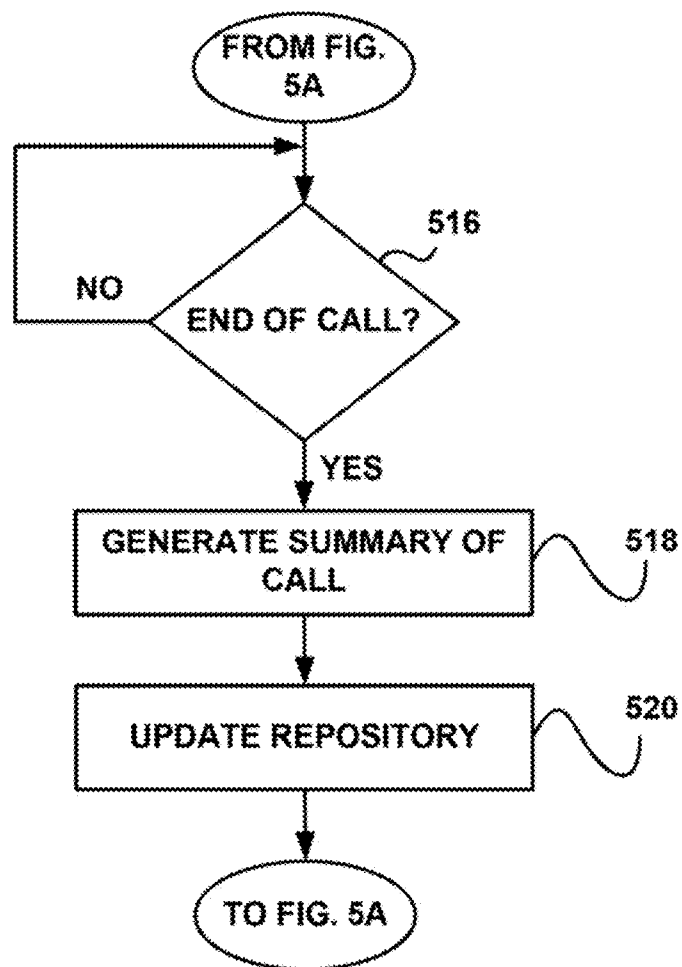 FROM FIG.
5A
516
NO
END OF CALL?
YES
GENERATE SUMMARY OF
CALL
518
UPDATE REPOSITORY
520
TO FIG. 5A